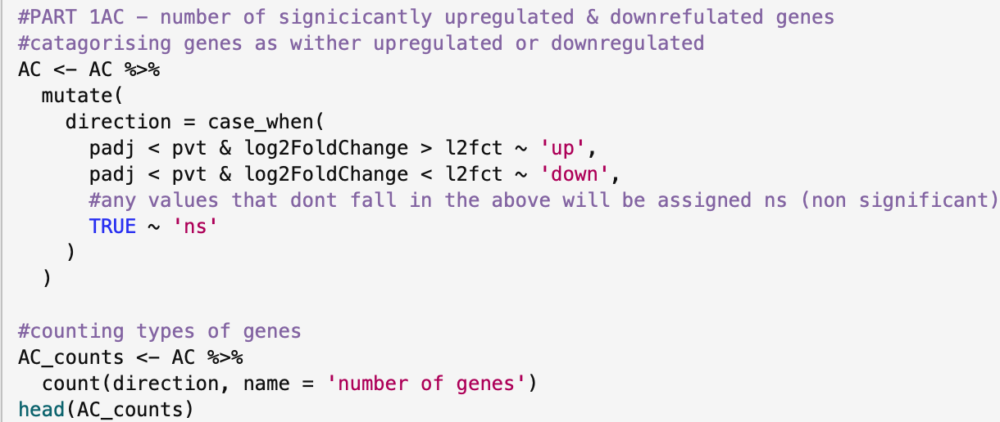 #PART 1AC – number of signicicantly upregulated & downrefulated genes
#catagorising genes as wither upregulated or downregulated
AC <– AC %>%
mutate(
direction = case_when(
padj < pvt & log2FoldChange > l2fct ~ 'up',
padj < pvt & log2FoldChange < l2fct ~ 'down',
#any values that dont fall in the above will be assigned ns (non significant)
TRUE ~ 'ns'
)
)
#counting types of genes
AC_counts <– AC %>%
count(direction, name = 'number of genes')
head(AC_counts)